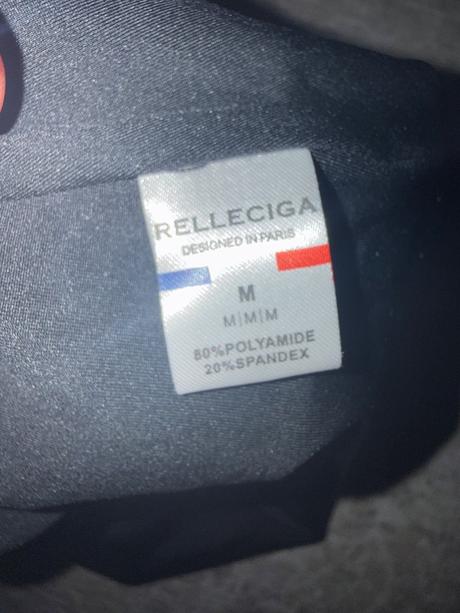 RELLECIGA
DESIGNED IN PARIS
M
M|M|M
80%POLYAMIDE
20%SPANDEX